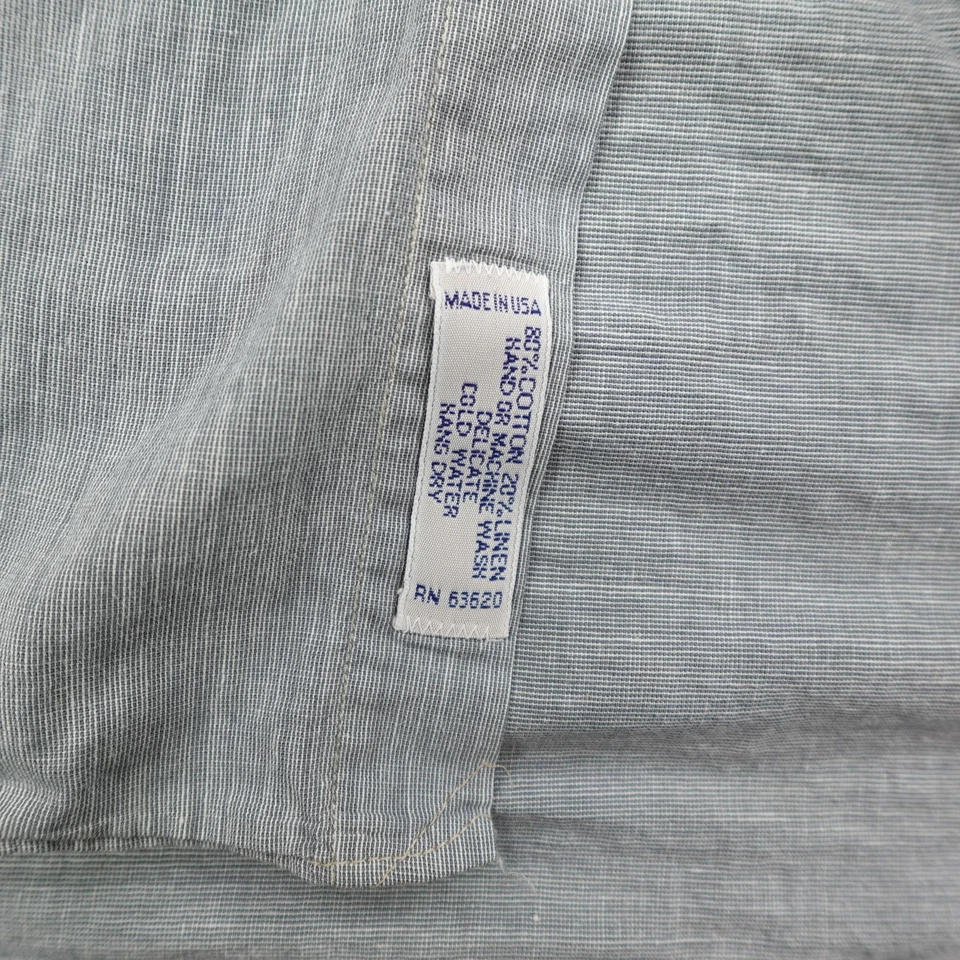 MADE IN USA
80% COTTON 20% LINEN
HAND OR MACHINE WASH
DELICATE
COLD WATER
HANG DRY
RN 63620